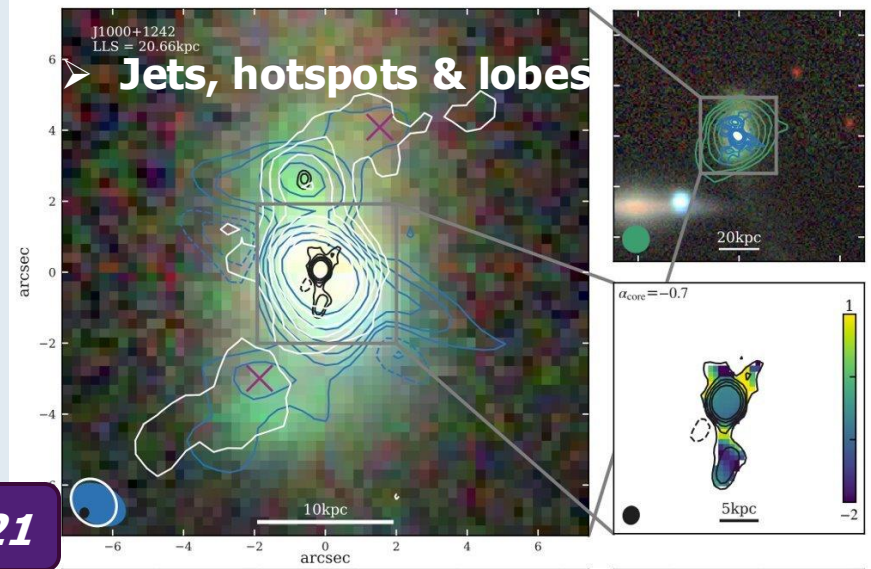 J1000+1242
LLS = 20.66kpc
➢ Jets, hotspots & lobes
6
4
2
0
−2
−4
arcsec
10kpc
−6
−4
−2
0
2
4
6
arcsec
20kpc
αcore=−0.7
1
−2
5kpc
21